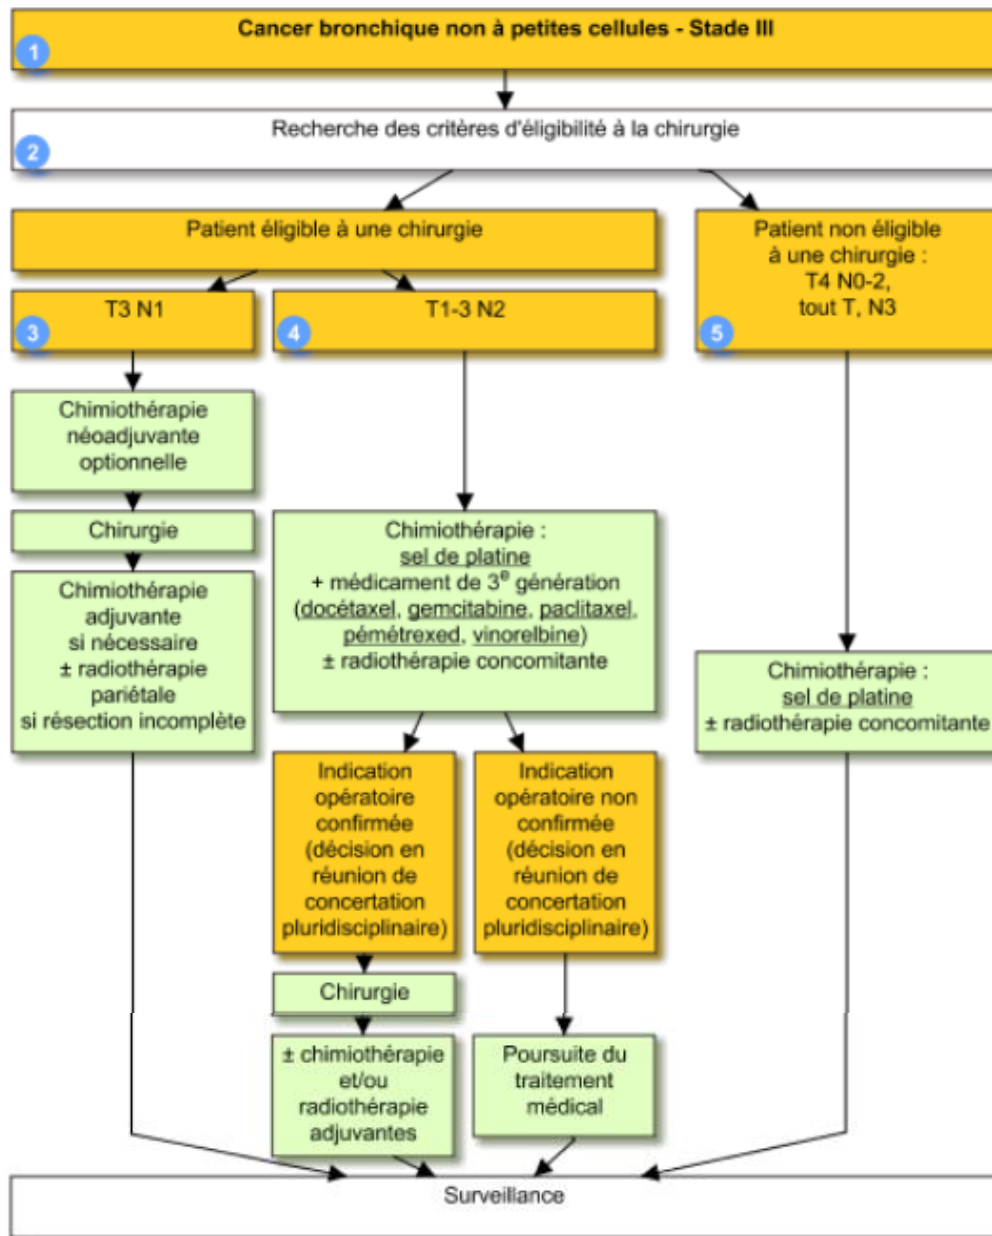 Cancer bronchique non à petites cellules - Stade III
1
Recherche des critères d'éligibilité à la chirurgie
2
Patient éligible à une chirurgie
Patient non éligible
à une chirurgie :
T4 N0-2,
tout T, N3
5
T3 N1
3
T1-3 N2
4
Chimiothérapie
néoadjuvante
optionnelle
Chirurgie
Chimiothérapie
adjuvante
si nécessaire
± radiothérapie
pariétale
si résection incomplète
Chimiothérapie :
sel de platine
+ médicament de 3e génération
(docétaxel, gemcitabine, paclitaxel,
pémétrexed, vinorelbine)
± radiothérapie concomitante
Chimiothérapie :
sel de platine
± radiothérapie concomitante
Indication
opératoire
confirmée
(décision en
réunion de
concertation
pluridisciplinaire)
Indication
opératoire non
confirmée
(décision en
réunion de
concertation
pluridisciplinaire)
Chirurgie
± chimiothérapie
et/ou
radiothérapie
adjuvantes
Poursuite du
traitement
médical
Surveillance